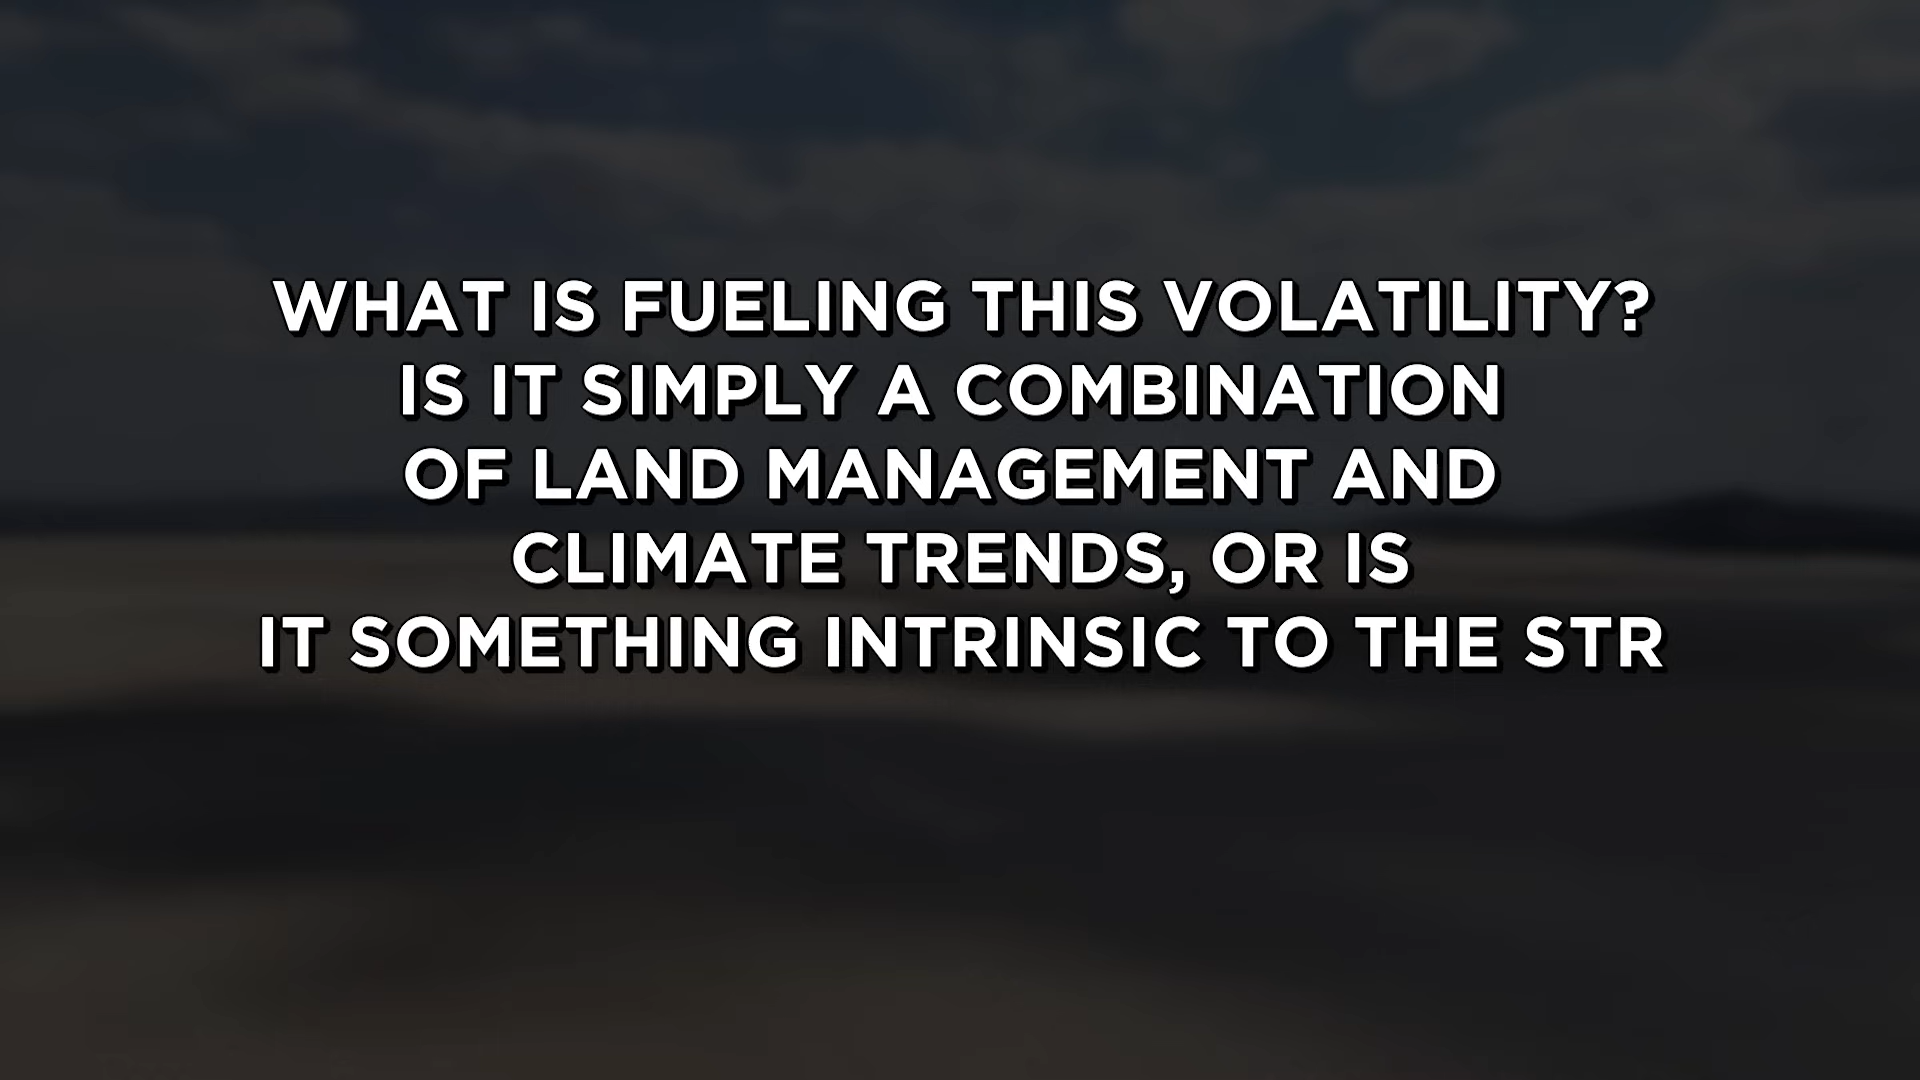 WHAT IS FUELING THIS VOLATILITY?
IS IT SIMPLY A COMBINATION
OF LAND MANAGEMENT AND
CLIMATE TRENDS, OR IS
IT SOMETHING INTRINSIC TO THE STR